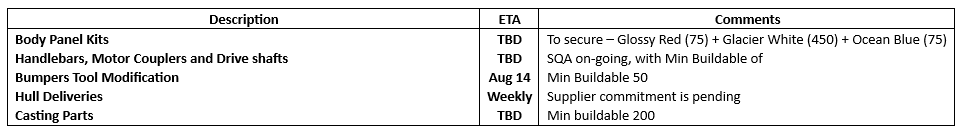 Description ETA Comments
Body Panel Kits TBD To secure – Glossy Red (75) + Glacier White (450) + Ocean Blue (75)
Handlebars, Motor Couplers and Drive shafts TBD SQA on-going, with Min Buildable of
Bumpers Tool Modification Aug 14 Min Buildable 50
Hull Deliveries Weekly Supplier commitment is pending
Casting Parts TBD Min buildable 200